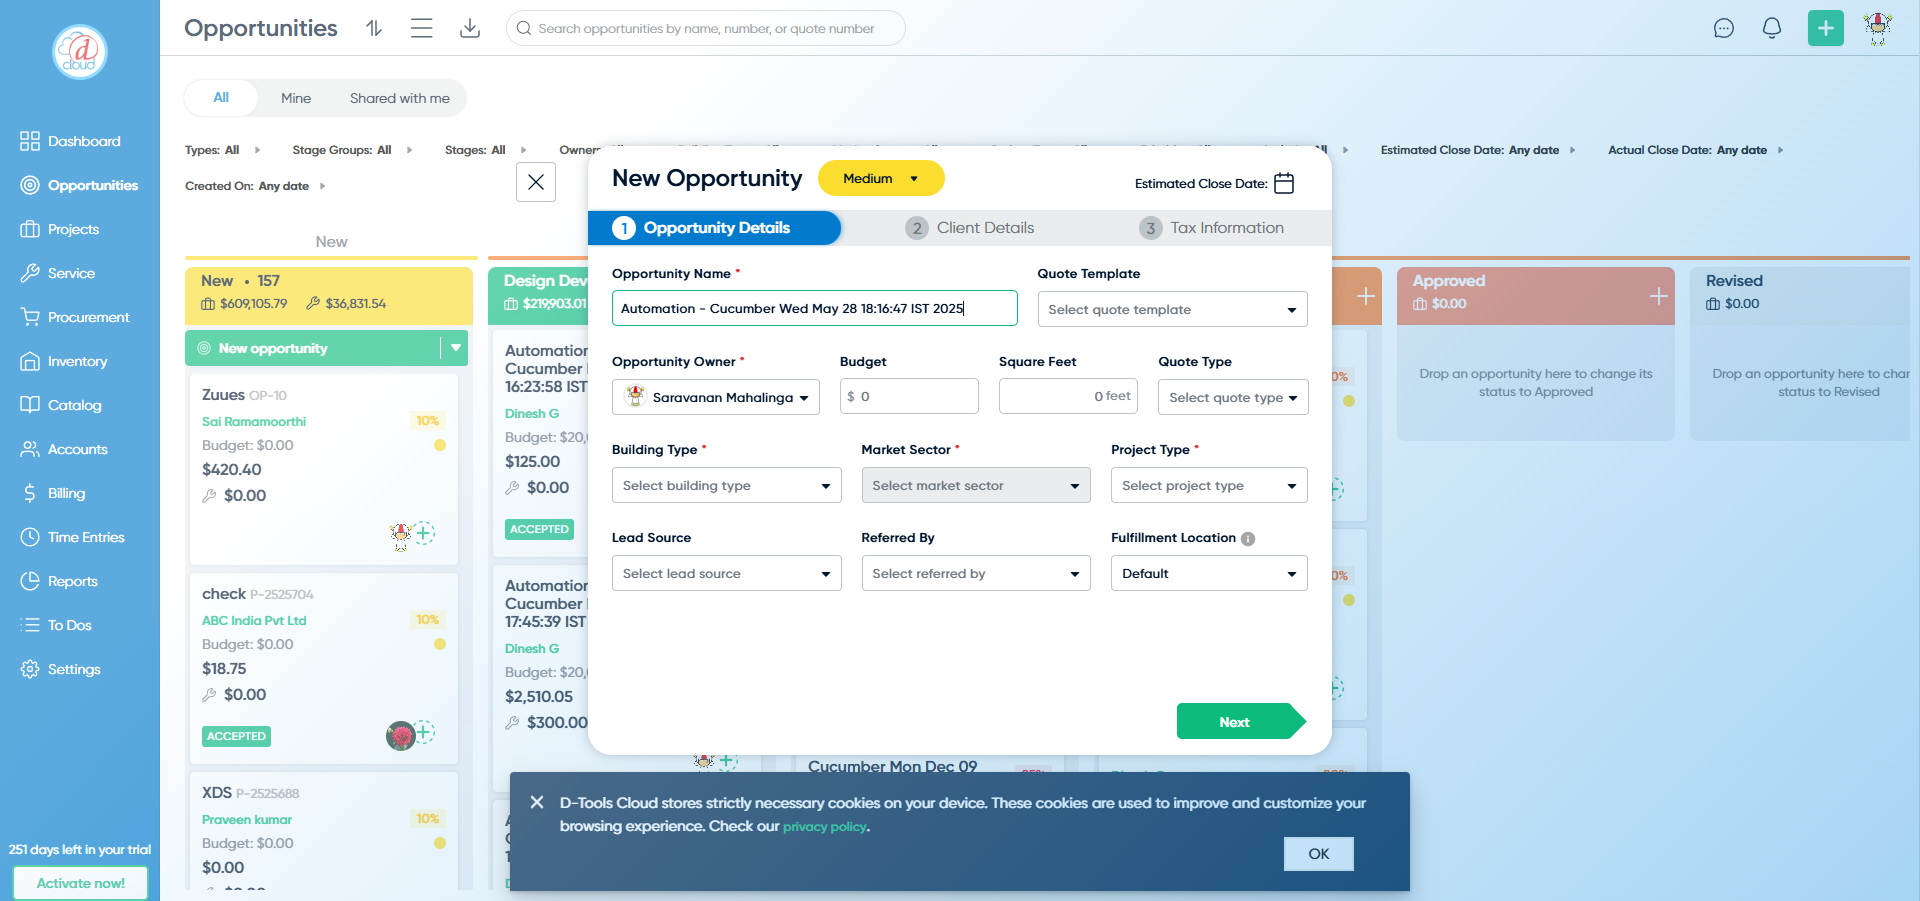 d
cloud
Opportunities
Search opportunities by name, number, or quote number
All
Mine
Shared with me
Dashboard
Opportunities
Projects
Service
Procurement
Inventory
Catalog
Accounts
Billing
Time Entries
Reports
To Dos
Settings
251 days left in your trial
Activate now!
Types: All
Stage Groups: All
Stages: All
Owners
Estimated Close Date: Any date
Actual Close Date: Any date
Created On: Any date
New
New • 157
$609,105.79
$36,831.54
New opportunity
Zuues OP-10
Sai Ramamoorthi
10%
Budget: $0.00
$420.40
$0.00
check P-2525704
ABC India Pvt Ltd
10%
Budget: $0.00
$18.75
$0.00
ACCEPTED
XDS P-2525688
Praveen kumar
10%
Budget: $0.00
$0.00
Design Dev
$219,903.01
Automation
Cucumber
16:23:58 IST
Dinesh G
Budget: $20,
$125.00
$0.00
ACCEPTED
Automation
Cucumber
17:45:39 IST
Dinesh G
Budget: $20,
$2,510.05
$300.00
Cucumber Mon Dec 09
Approved
$0.00
Drop an opportunity here to change its
status to Approved
Revised
$0.00
Drop an opportunity here to char
status to Revised
New Opportunity
Medium
Estimated Close Date:
1 Opportunity Details
2 Client Details
3 Tax Information
Opportunity Name *
Automation - Cucumber Wed May 28 18:16:47 IST 2025
Quote Template
Select quote template
Opportunity Owner *
Saravanan Mahalinga
Budget
$ 0
Square Feet
0 feet
Quote Type
Select quote type
Building Type *
Select building type
Market Sector *
Select market sector
Project Type *
Select project type
Lead Source
Select lead source
Referred By
Select referred by
Fulfillment Location
Default
Next
D-Tools Cloud stores strictly necessary cookies on your device. These cookies are used to improve and customize your
browsing experience. Check our privacy policy.
OK